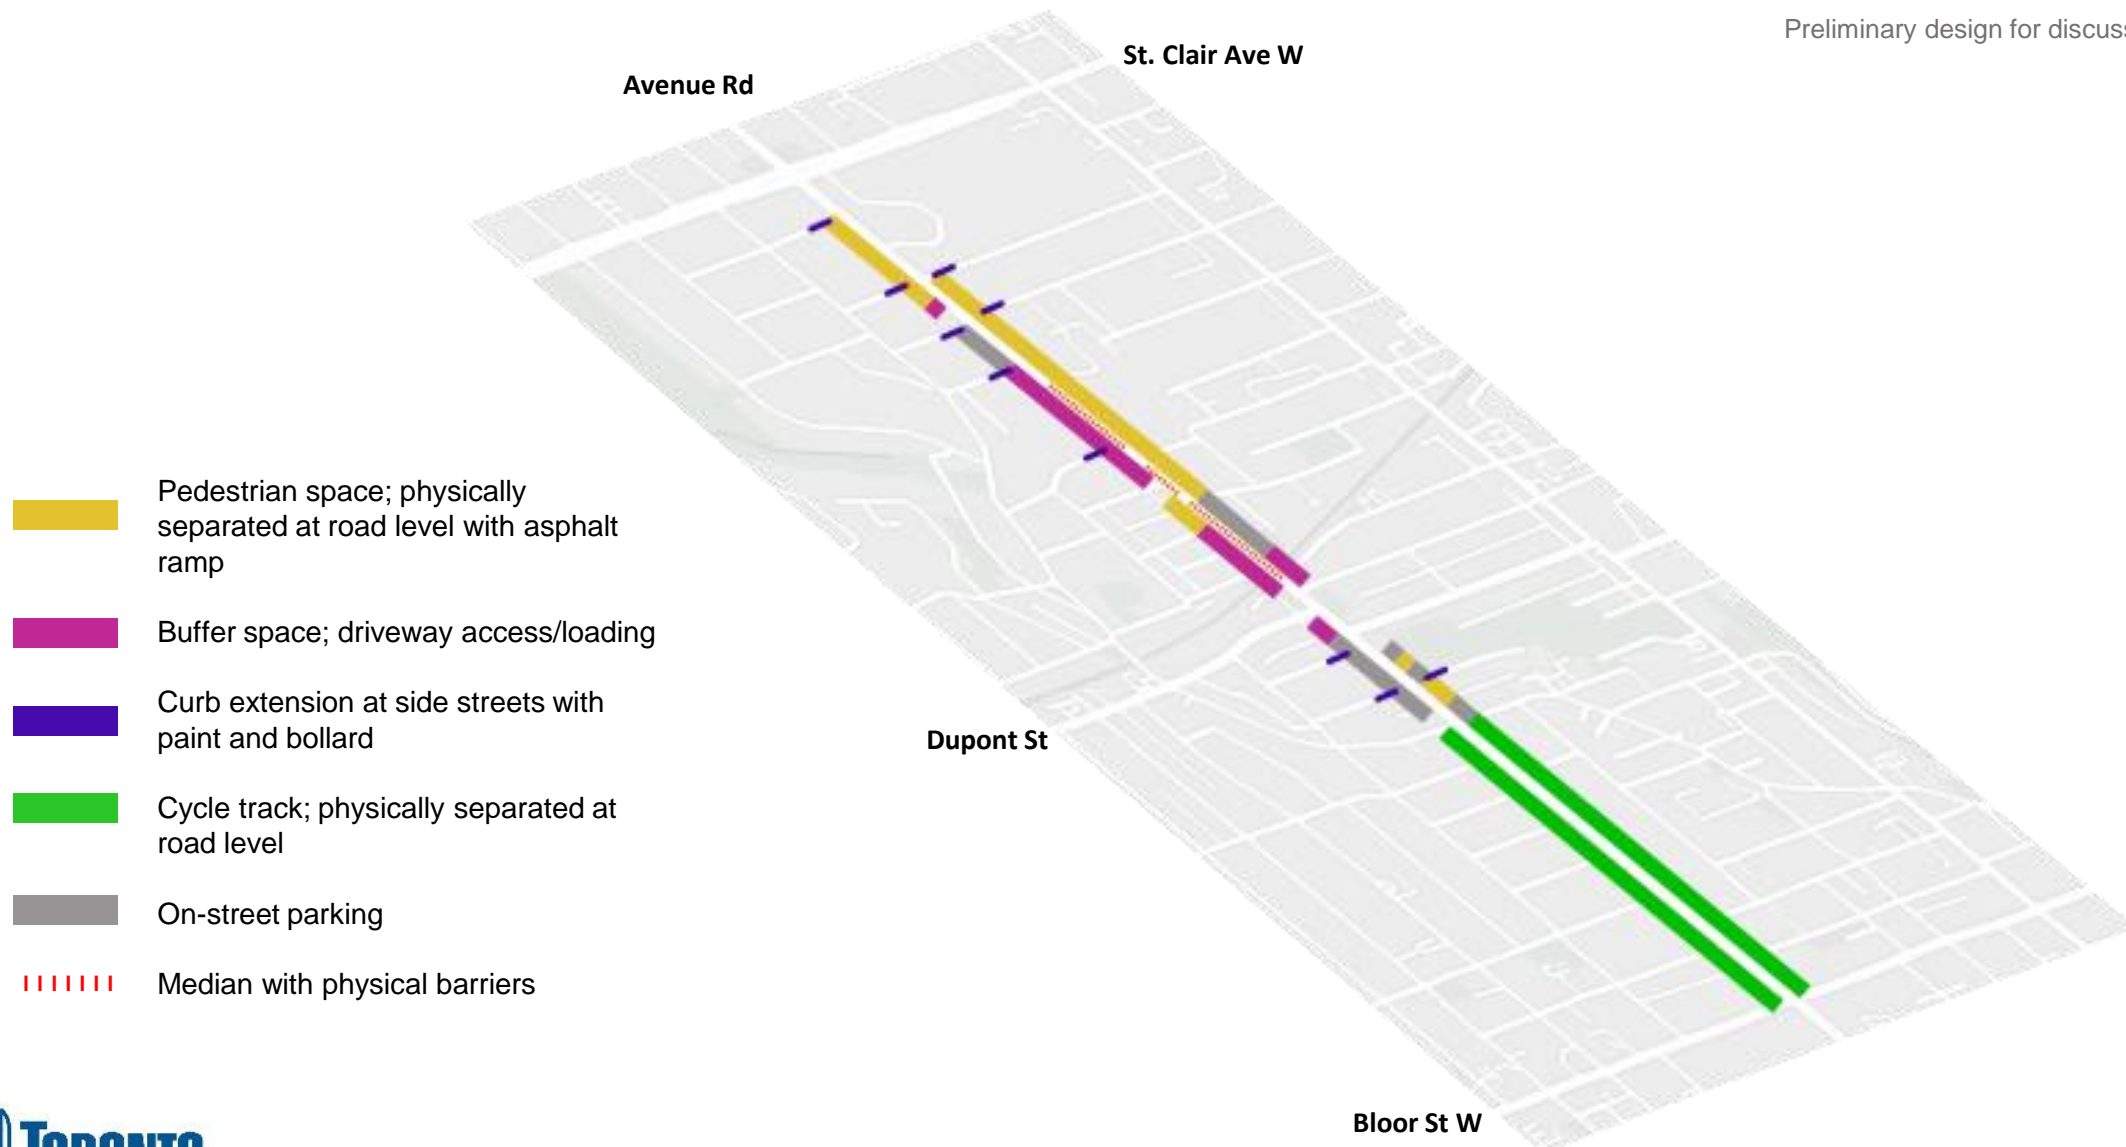 Preliminary design for discuss
St. Clair Ave W
Avenue Rd
Pedestrian space; physically
separated at road level with asphalt
ramp
Buffer space; driveway access/loading
Curb extension at side streets with
paint and bollard
Dupont St
Cycle track; physically separated at
road level
On-street parking
Median with physical barriers
Bloor St W
TORONTO